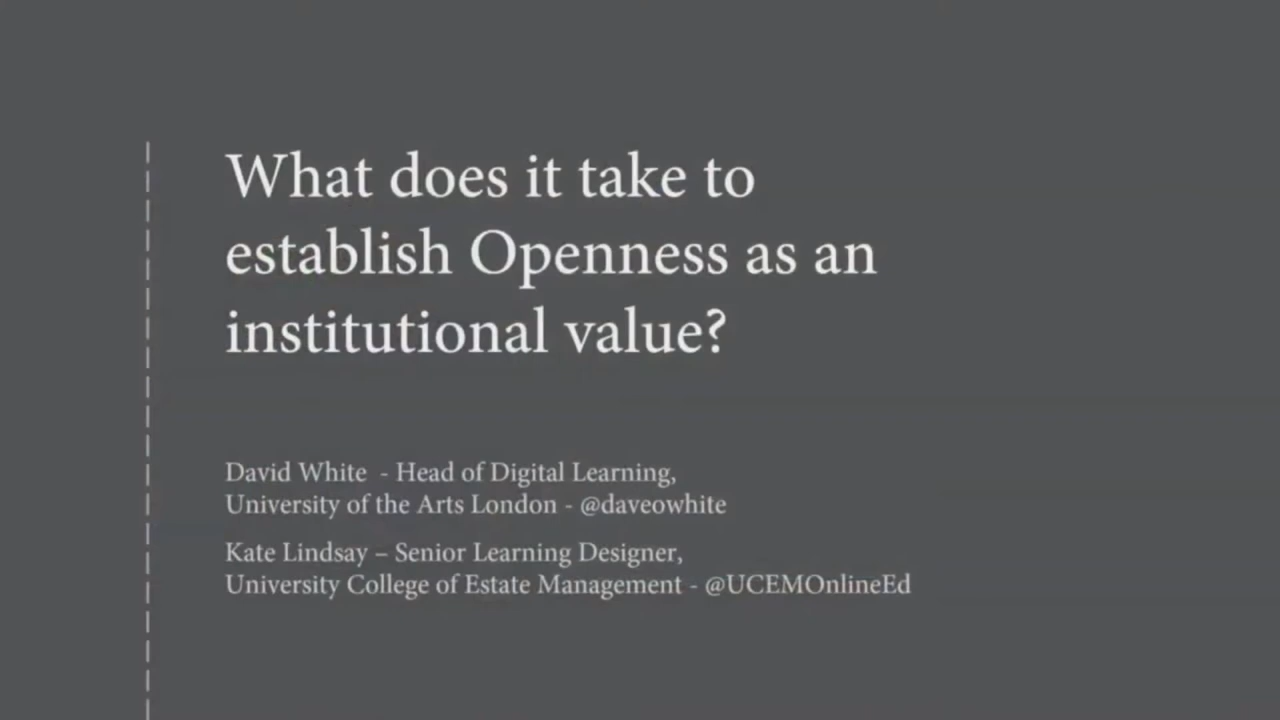 What does it take to
establish Openness as an
institutional value?
David White  - Head of Digital Learning,
University of the Arts London - @daveowhite
Kate Lindsay – Senior Learning Designer,
University College of Estate Management - @UCEMOnlineEd